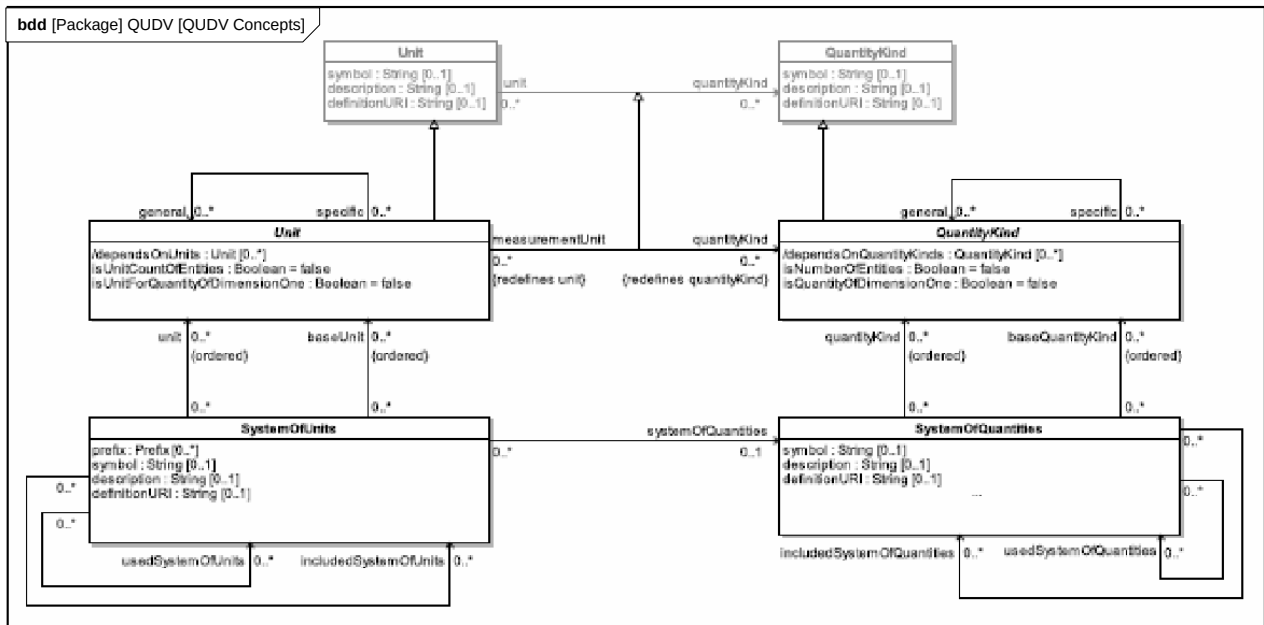 bdd [Package] QUDV [QUDV Concepts]
Unit
symbol : String [0..1]
description : String [0..1]
definitionURI : String [0..1]
unit
0..*
quantityKind
0..*
QuantityKind
symbol : String [0..1]
description : String [0..1]
definitionURI : String [0..1]
general 0..*
specific 0..*
general 0..*
specific 0..*
Unit
/dependsOnUnits : Unit [0..*]
isUnitCountOfEntities : Boolean = false
isUnitForQuantityOfDimensionOne : Boolean = false
measurementUnit
0..*
{redefines unit}
quantityKind
0..*
{redefines quantityKind}
QuantityKind
/dependsOnQuantityKinds : QuantityKind [0..*]
isNumberOfEntities : Boolean = false
isQuantityOfDimensionOne : Boolean = false
unit 0..*
{ordered}
baseUnit 0..*
{ordered}
quantityKind 0..*
{ordered}
baseQuantityKind 0..*
{ordered}
0..*
0..*
0..*
0..*
SystemOfUnits
prefix : Prefix [0..*]
symbol : String [0..1]
description : String [0..1]
definitionURI : String [0..1]
0..*
0..*
0..*
systemOfQuantities
0..1
SystemOfQuantities
symbol : String [0..1]
description : String [0..1]
definitionURI : String [0..1]
...
0..*
0..*
usedSystemOfUnits 0..*
includedSystemOfUnits 0..*
includedSystemOfQuantities 0..*
usedSystemOfQuantities 0..*